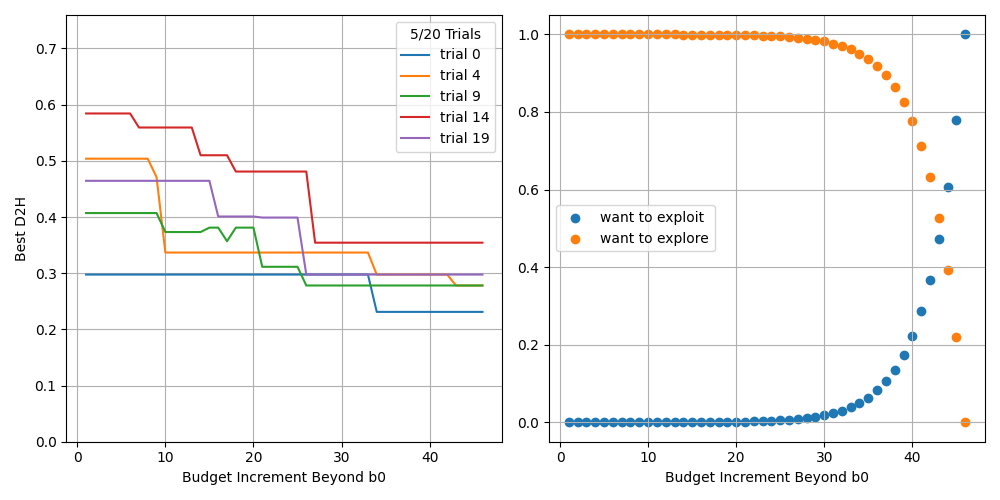 Best D2H
0.7
0.6
0.5
0.4
0.3
0.2
0.1
0.0
0 10 20 30 40
Budget Increment Beyond b0
5/20 Trials
trial 0
trial 4
trial 9
trial 14
trial 19
1.0
0.8
0.6
0.4
0.2
0.0
0 10 20 30 40
Budget Increment Beyond b0
want to exploit
want to explore